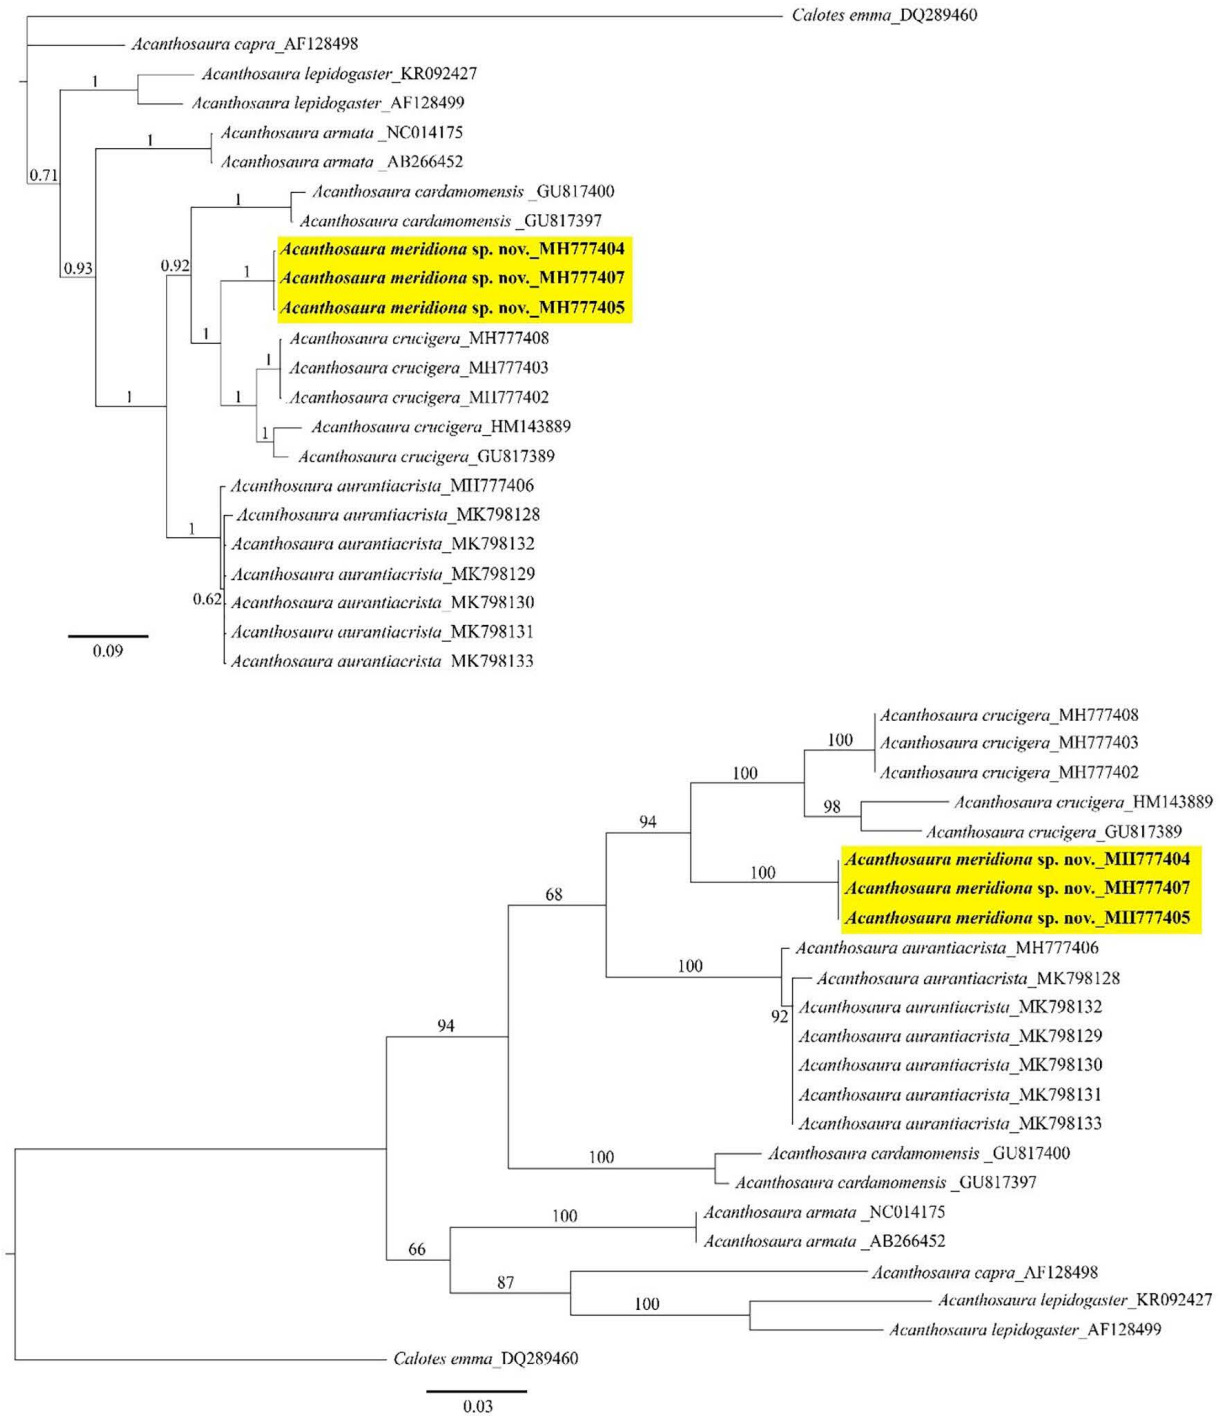 Calotes emma_DQ289460
Acanthosaura capra_AF128498
1
Acanthosaura lepidogaster_KR092427
Acanthosaura lepidogaster_AF128499
1
Acanthosaura armata _NC014175
Acanthosaura armata _AB266452
0.71
1
Acanthosaura cardamomensis _GU817400
Acanthosaura cardamomensis _GU817397
0.93
0.92
1
Acanthosaura meridiona sp. nov._MH777404
Acanthosaura meridiona sp. nov._MH777407
Acanthosaura meridiona sp. nov._MH777405
1
1
Acanthosaura crucigera_MH777408
Acanthosaura crucigera_MH777403
Acanthosaura crucigera_MH777402
1
1
1
Acanthosaura crucigera_HM143889
Acanthosaura crucigera_GU817389
Acanthosaura aurantiacrista_MH777406
Acanthosaura aurantiacrista_MK798128
1
Acanthosaura aurantiacrista_MK798132
Acanthosaura aurantiacrista_MK798129
0.62
Acanthosaura aurantiacrista_MK798130
Acanthosaura aurantiacrista_MK798131
Acanthosaura aurantiacrista_MK798133
0.09
Acanthosaura crucigera_MH777408
100
Acanthosaura crucigera_MH777403
Acanthosaura crucigera_MH777402
100
98
Acanthosaura crucigera_HM143889
Acanthosaura crucigera_GU817389
94
Acanthosaura meridiona sp. nov._MH777404
100
Acanthosaura meridiona sp. nov._MH777407
Acanthosaura meridiona sp. nov._MH777405
68
Acanthosaura aurantiacrista_MH777406
100
Acanthosaura aurantiacrista_MK798128
92
Acanthosaura aurantiacrista_MK798132
Acanthosaura aurantiacrista_MK798129
94
Acanthosaura aurantiacrista_MK798130
Acanthosaura aurantiacrista_MK798131
Acanthosaura aurantiacrista_MK798133
100
Acanthosaura cardamomensis _GU817400
Acanthosaura cardamomensis _GU817397
100
Acanthosaura armata _NC014175
Acanthosaura armata _AB266452
66
87
Acanthosaura capra_AF128498
100
Acanthosaura lepidogaster_KR092427
Acanthosaura lepidogaster_AF128499
Calotes emma_DQ289460
0.03